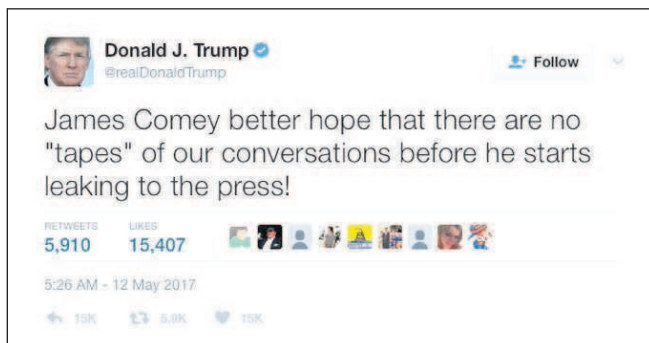 Donald J. Trump
@realDonaldTrump
Follow
James Comey better hope that there are no
"tapes" of our conversations before he starts
leaking to the press!
RETWEETS LIKES
5,910 15,407
5:26 AM - 12 May 2017
15K 5.9K 15K